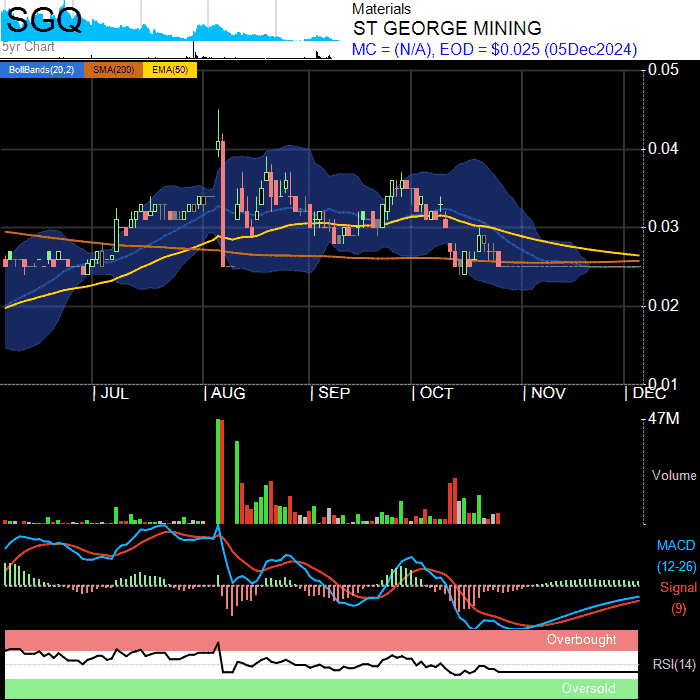 SGQ
5yr Chart
Materials
ST GEORGE MINING
MC = (N/A), EOD = $0.025 (05Dec2024)
BollBands(20,2) SMA(200) EMA(50)
0.05
0.04
0.03
0.02
0.01
JUL AUG SEP OCT NOV DEC
47M
Volume
MACD
(12-26)
Signal
(9)
Overbought
RSI(14)
Oversold